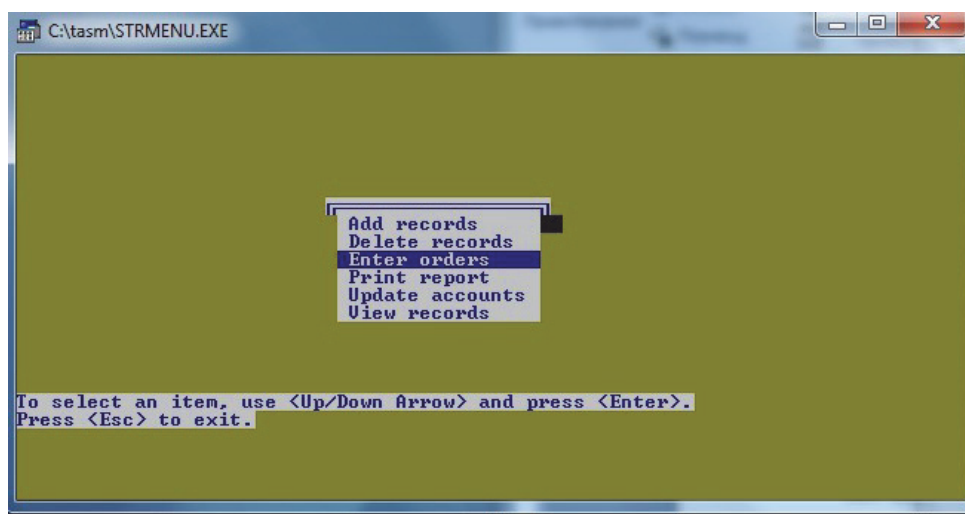 C:\tasm\STRMENU.EXE
Add records
Delete records
Enter orders
Print report
Update accounts
View records
To select an item, use <Up/Down Arrow> and press <Enter>.
Press <Esc> to exit.